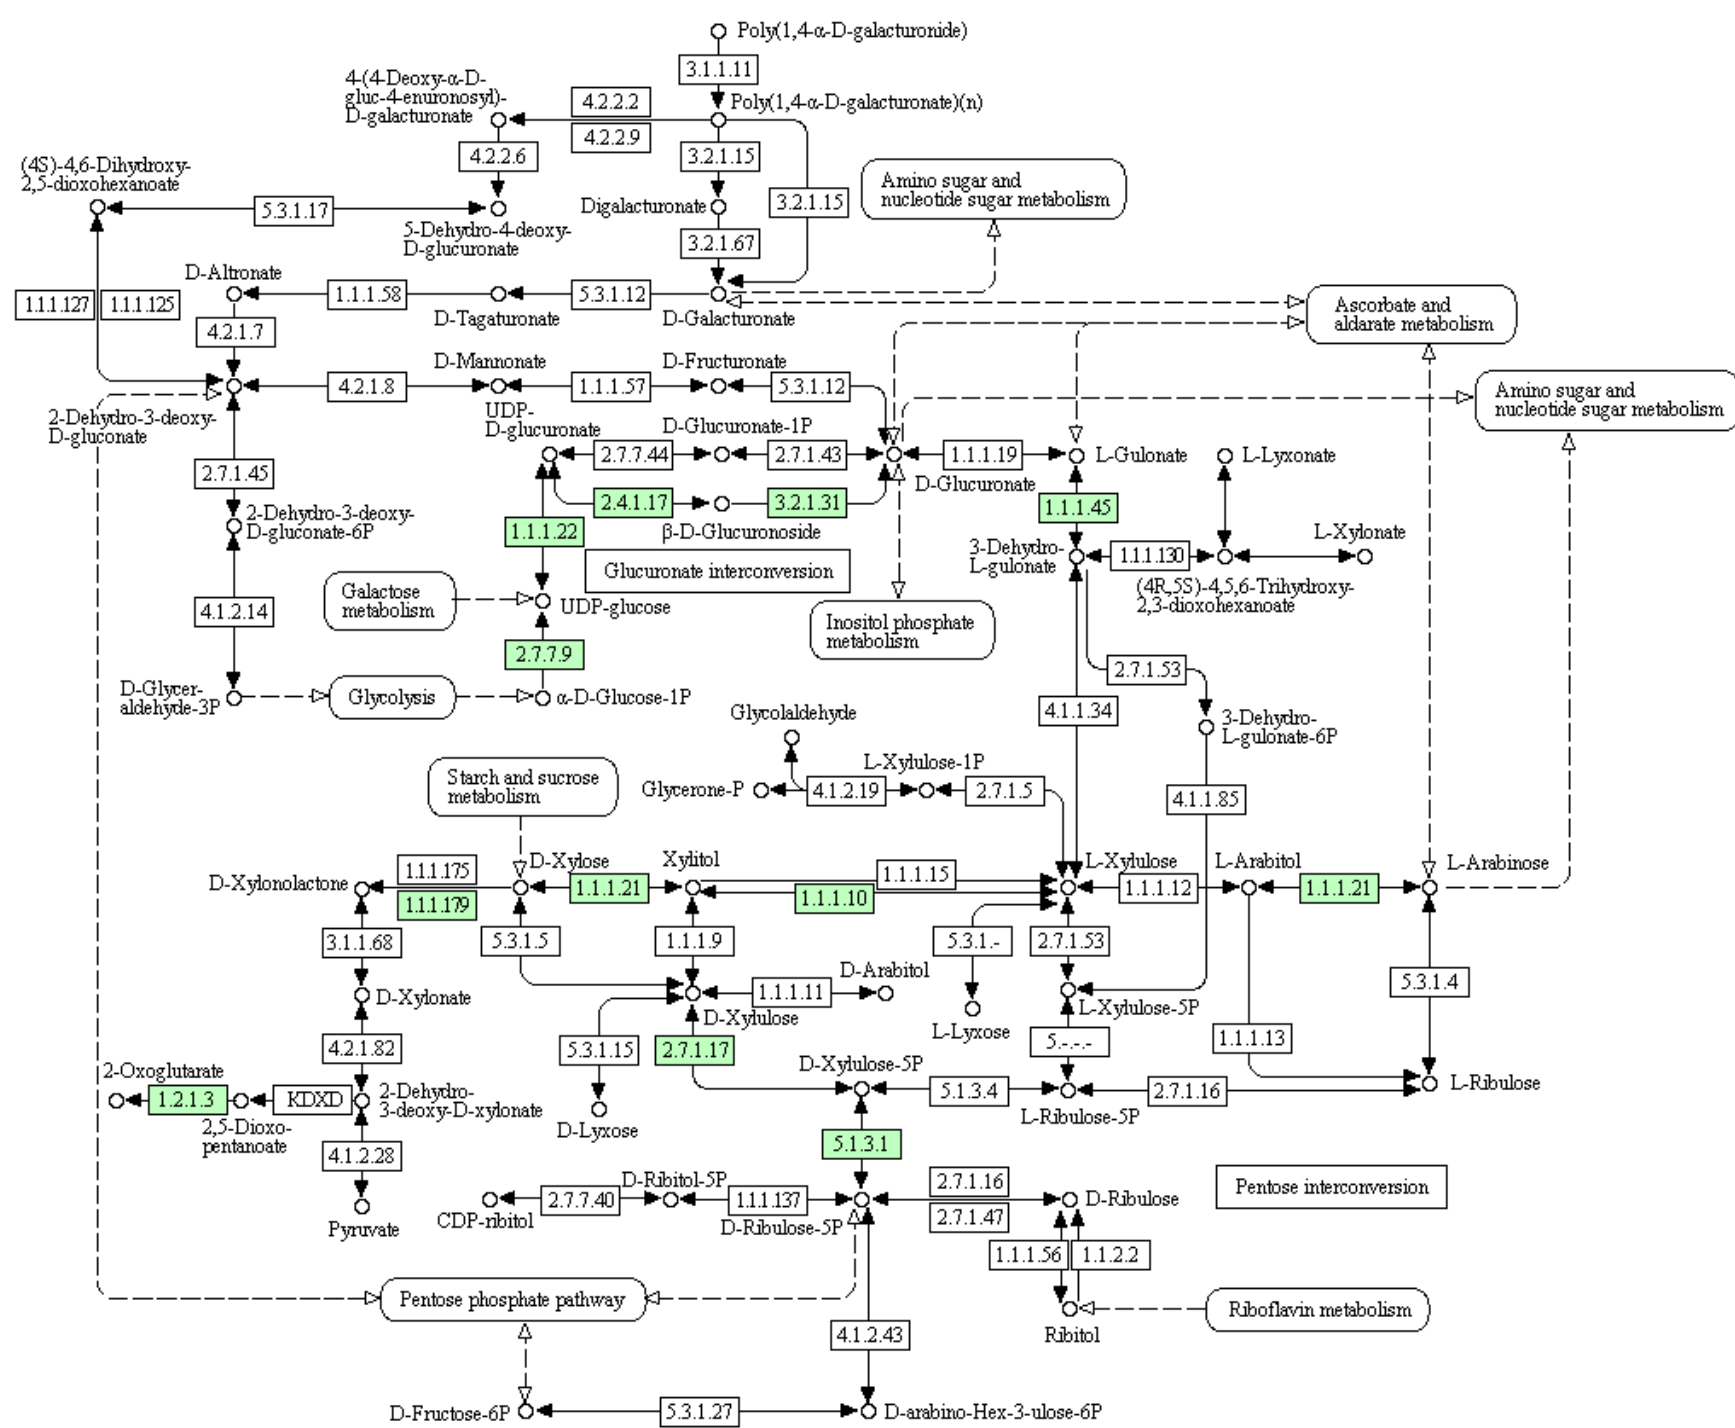 Poly(1,4-α-D-galacturonide)
3.1.1.11
4-(4-Deoxy-α-D-
gluc-4-enuronosyl)-
D-galacturonate
4.2.2.2
Poly(1,4-α-D-galacturonate)(n)
4.2.2.9
4.2.2.6
3.2.1.15
(4S)-4,6-Dihydroxy-
2,5-dioxohexanoate
Amino sugar and
nucleotide sugar metabolism
5.3.1.17
Digalacturonate
3.2.1.15
5-Dehydro-4-deoxy-
D-glucuronate
3.2.1.67
D-Altronate
1.1.1.127
1.1.1.125
1.1.1.58
5.3.1.12
D-Tagaturonate
D-Galacturonate
Ascorbate and
aldarate metabolism
4.2.1.7
D-Mannonate
D-Fructuronate
4.2.1.8
1.1.1.57
5.3.1.12
Amino sugar and
nucleotide sugar metabolism
2-Dehydro-3-deoxy-
D-gluconate
UDP-
D-glucuronate
D-Glucuronate-1P
2.7.7.44
2.7.1.43
1.1.1.19
L-Gulonate
L-Lyxonate
2.7.1.45
D-Glucuronate
2.4.1.17
3.2.1.31
1.1.1.45
2-Dehydro-3-deoxy-
D-gluconate-6P
1.1.1.22
β-D-Glucuronoside
L-Xylonate
3-Dehydro-
L-gulonate
1.1.1.130
Glucuronate interconversion
(4R,5S)-4,5,6-Trihydroxy-
2,3-dioxohexanoate
Galactose
metabolism
UDP-glucose
4.1.2.14
Inositol phosphate
metabolism
2.7.7.9
2.7.1.53
D-Glycer-
aldehyde-3P
Glycolysis
α-D-Glucose-1P
4.1.1.34
Glycolaldehyde
3-Dehydro-
L-gulonate-6P
Starch and sucrose
metabolism
L-Xylulose-1P
Glycerone-P
4.1.2.19
2.7.1.5
4.1.1.85
1.1.1.175
D-Xylose
Xylitol
1.1.1.15
L-Xylulose
L-Arabitol
L-Arabinose
D-Xylonolactone
1.1.1.21
1.1.1.10
1.1.1.12
1.1.1.21
1.1.1.179
3.1.1.68
5.3.1.5
1.1.1.9
5.3.1.-
2.7.1.53
5.3.1.4
D-Xylonate
1.1.1.11
D-Arabitol
D-Xylulose
L-Lyxose
L-Xylulose-5P
4.2.1.82
5.3.1.15
2.7.1.17
5.-.-.-
1.1.1.13
D-Xylulose-5P
2-Oxoglutarate
1.2.1.3
KDXD
2-Dehydro-
3-deoxy-D-xylonate
5.1.3.4
2.7.1.16
L-Ribulose
2,5-Dioxo-
pentanoate
D-Lyxose
L-Ribulose-5P
4.1.2.28
5.1.3.1
D-Ribitol-5P
2.7.1.16
Pentose interconversion
Pyruvate
CDP-ribitol
2.7.7.40
1.1.1.137
D-Ribulose-5P
2.7.1.47
D-Ribulose
1.1.1.56
1.1.2.2
Pentose phosphate pathway
Riboflavin metabolism
4.1.2.43
Ribitol
D-Fructose-6P
5.3.1.27
D-arabino-Hex-3-ulose-6P